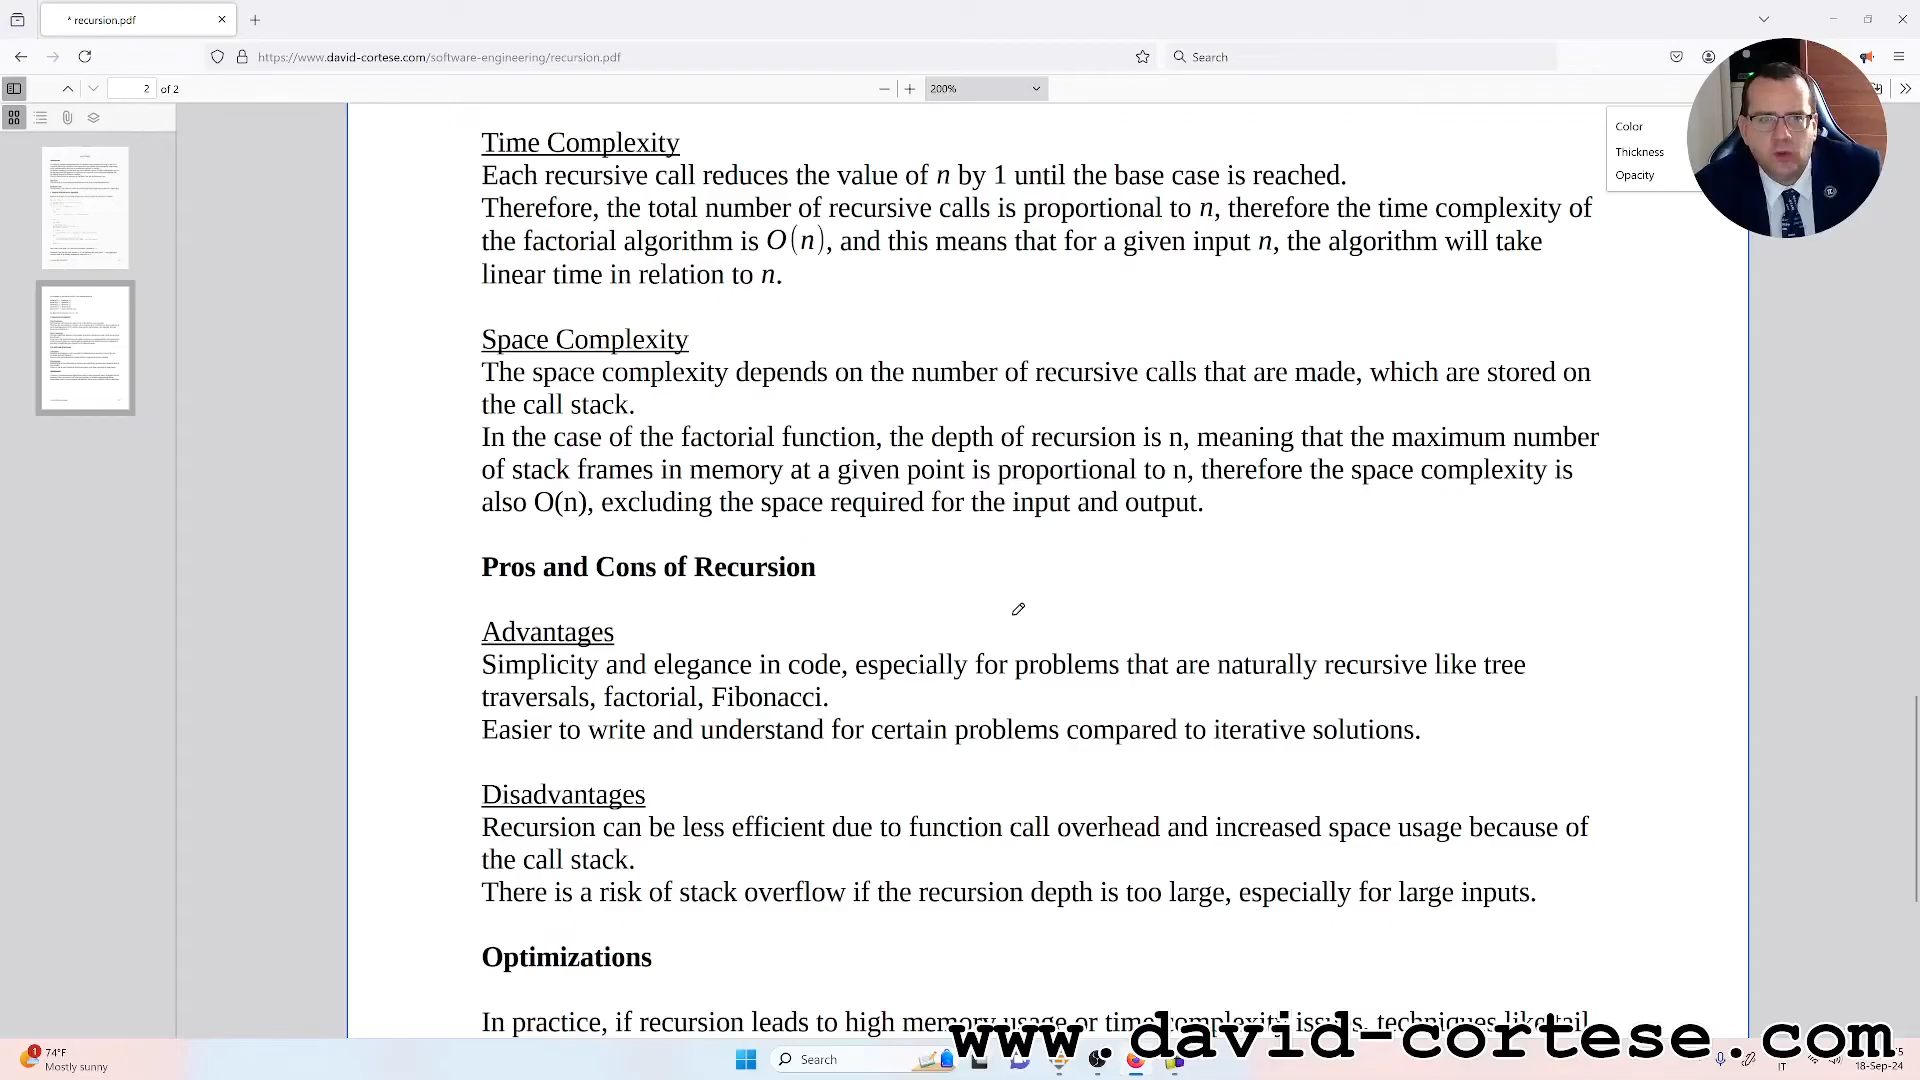 * recursion.pdf
https://www.david-cortese.com/software-engineering/recursion.pdf
Search
2 of 2
200%
Color
Thickness
Opacity
Time Complexity
Each recursive call reduces the value of n by 1 until the base case is reached.
Therefore, the total number of recursive calls is proportional to n, therefore the time complexity of
the factorial algorithm is O(n), and this means that for a given input n, the algorithm will take
linear time in relation to n.
Space Complexity
The space complexity depends on the number of recursive calls that are made, which are stored on
the call stack.
In the case of the factorial function, the depth of recursion is n, meaning that the maximum number
of stack frames in memory at a given point is proportional to n, therefore the space complexity is
also O(n), excluding the space required for the input and output.
Pros and Cons of Recursion
Advantages
Simplicity and elegance in code, especially for problems that are naturally recursive like tree
traversals, factorial, Fibonacci.
Easier to write and understand for certain problems compared to iterative solutions.
Disadvantages
Recursion can be less efficient due to function call overhead and increased space usage because of
the call stack.
There is a risk of stack overflow if the recursion depth is too large, especially for large inputs.
Optimizations
In practice, if recursion leads to high memory usage or time complexity issues, techniques like tail
www.david-cortese.com
1
74°F
Mostly sunny
Search
IT
18-Sep-24